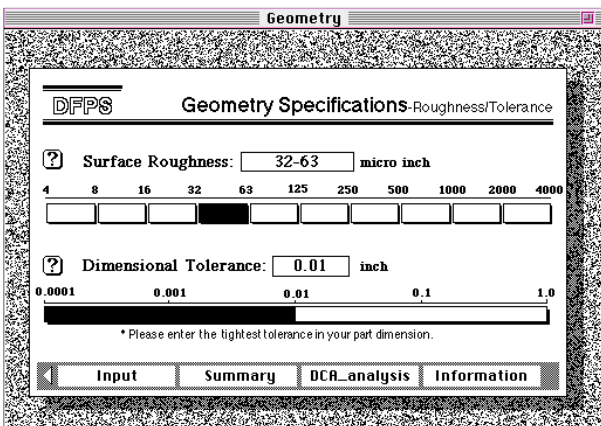 Geometry
DFPS
Geometry Specifications-Roughness/Tolerance
? Surface Roughness: 32-63 micro inch
4 8 16 32 63 125 250 500 1000 2000 4000
? Dimensional Tolerance: 0.01 inch
0.0001 0.001 0.01 0.1 1.0
* Please enter the tightest tolerance in your part dimension.
Input Summary DCA_analysis Information